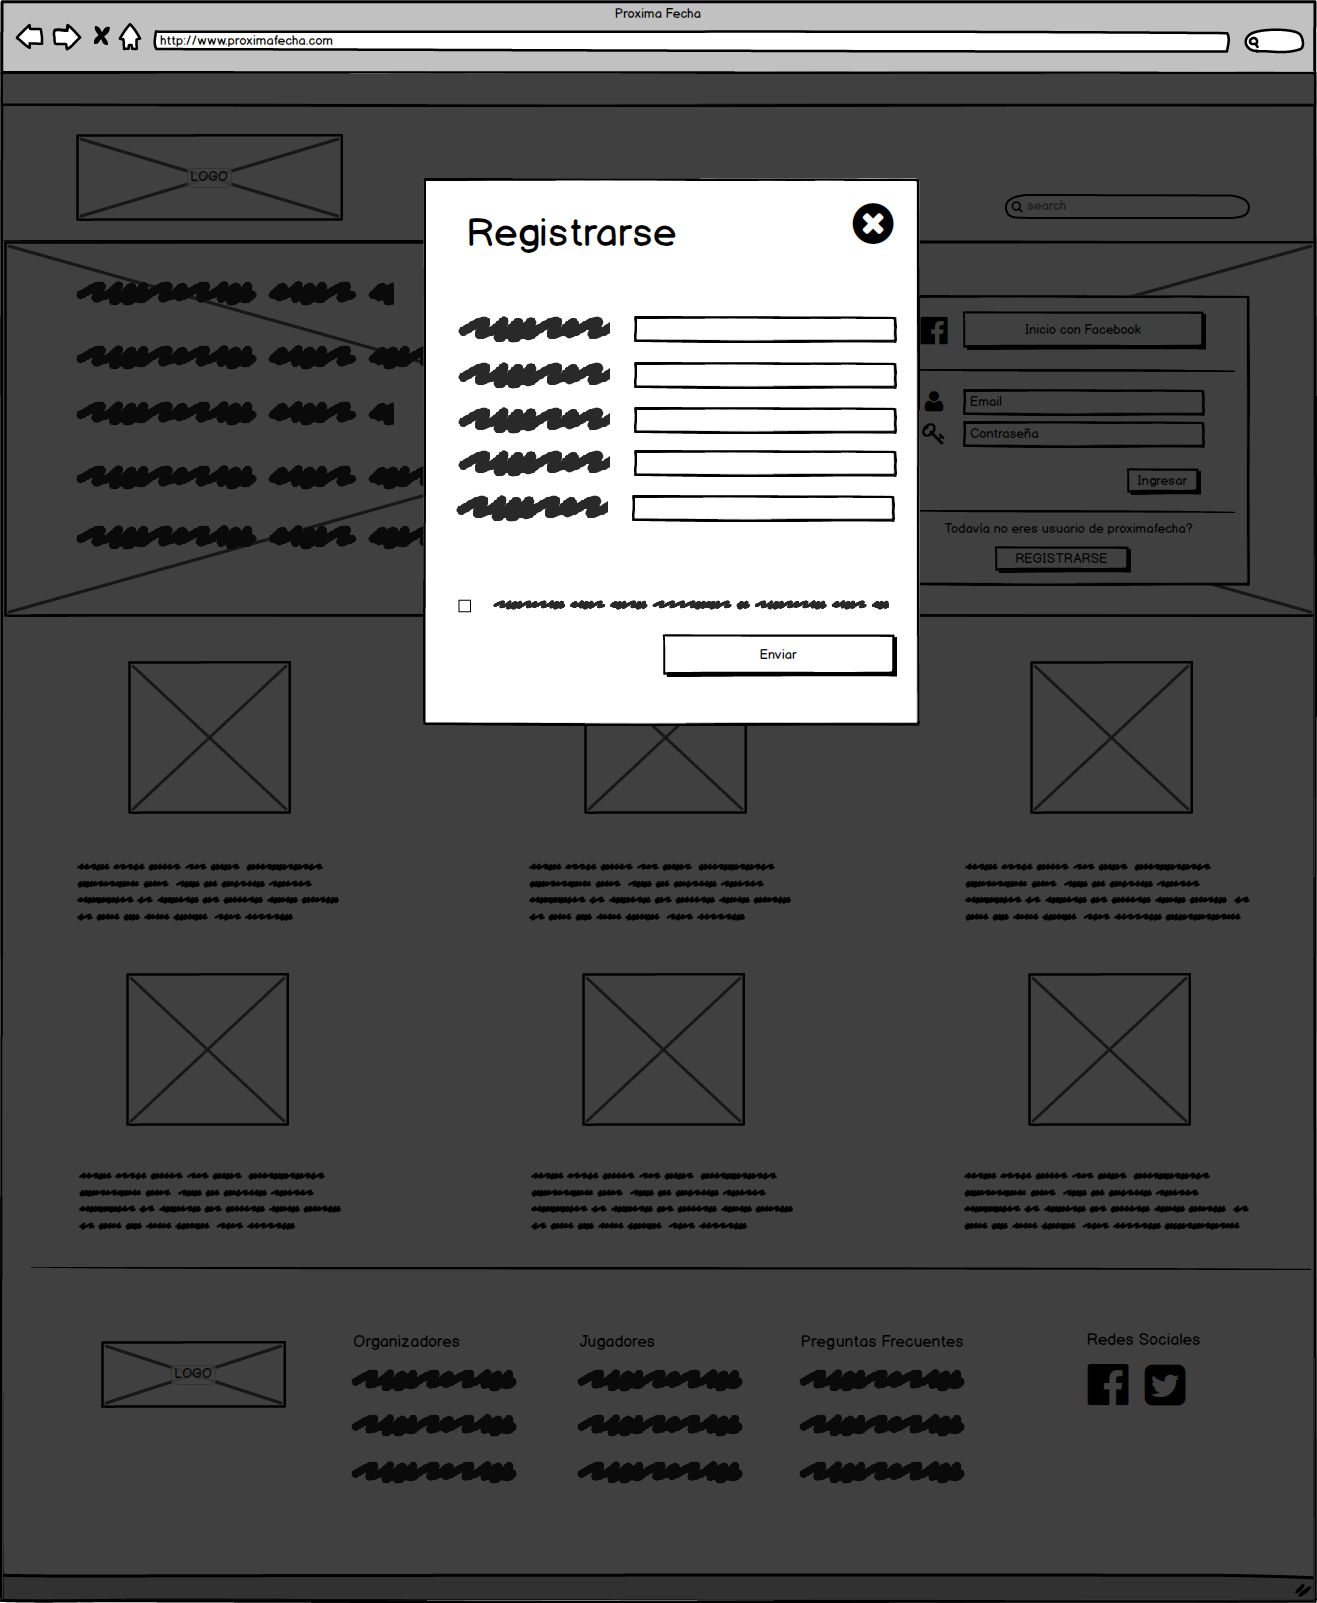 Proxima Fecha
http://www.proximafecha.com
LOGO
search
Registrarse
Inicio con Facebook
Email
Contraseña
Ingresar
Todavía no eres usuario de proximafecha?
REGISTRARSE
Enviar
Organizadores
Jugadores
Preguntas Frecuentes
Redes Sociales
LOGO